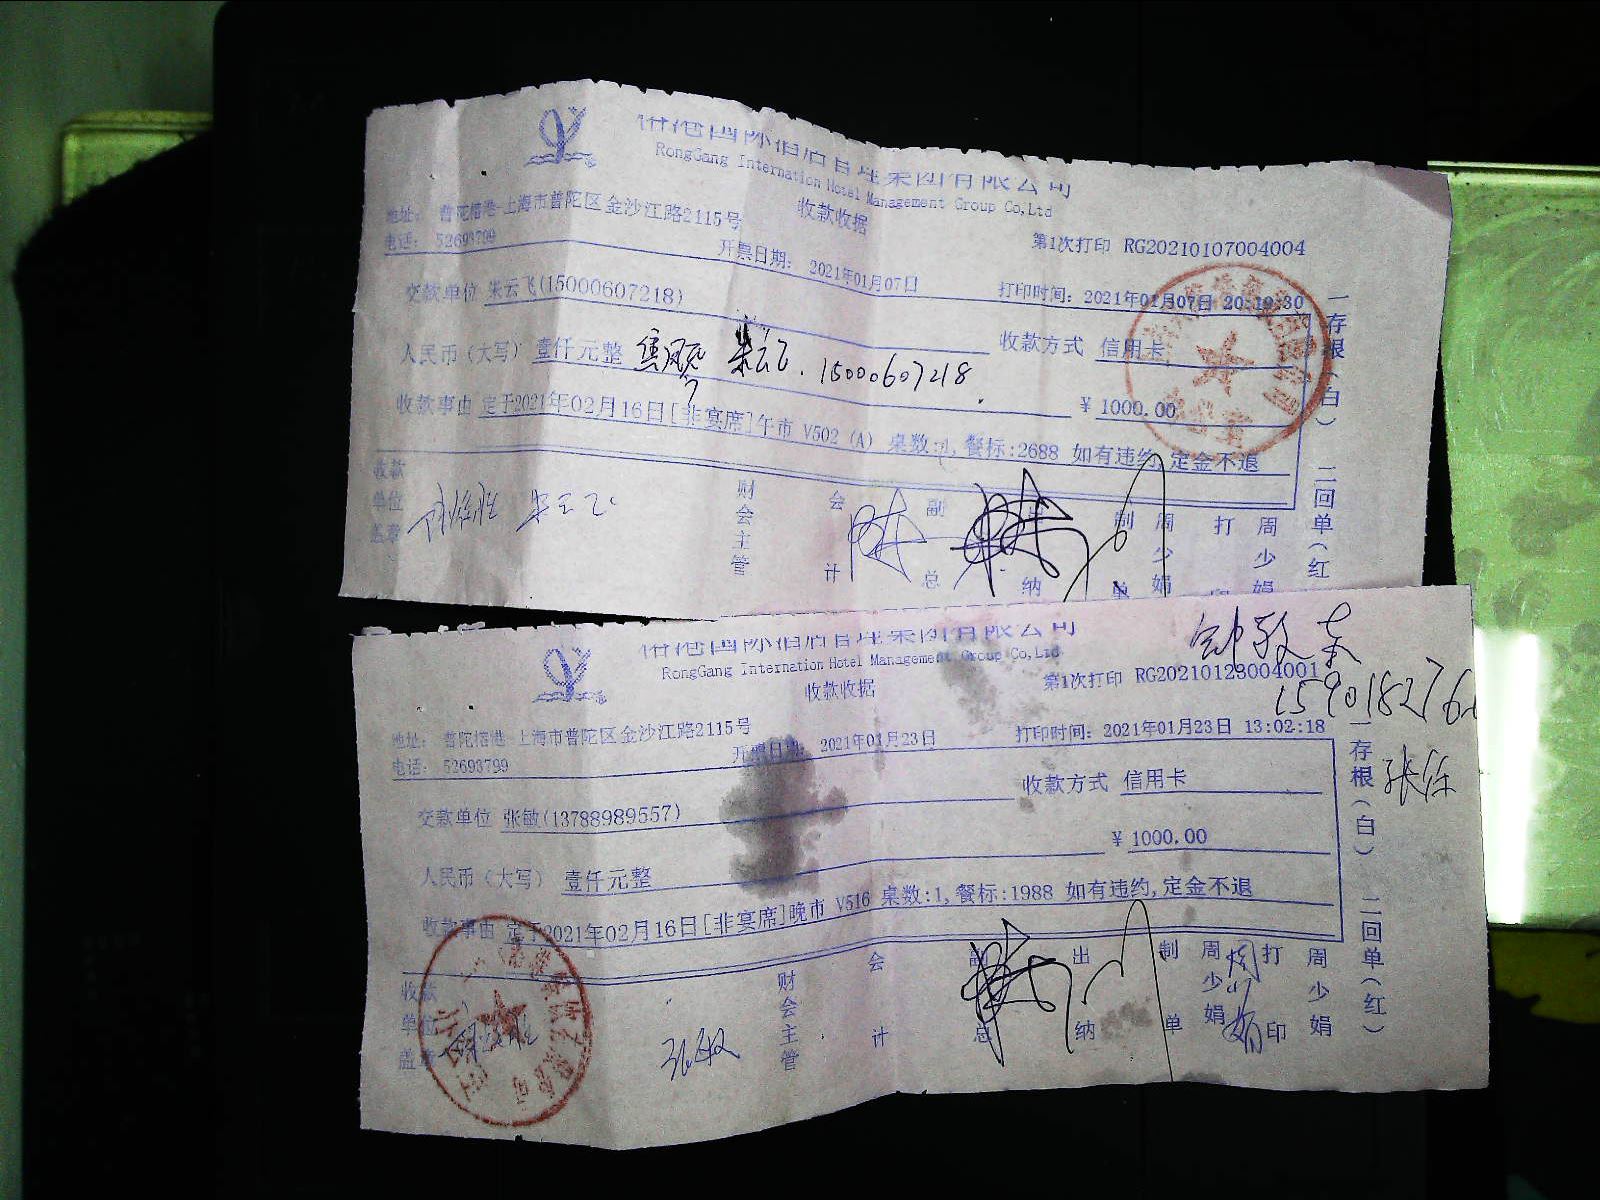 RongGang Internation Hotel Management Group Co,Ltd
收款收据
地址: 普陀榕港-上海市普陀区金沙江路2115号
电话: 52693799
开票日期: 2021年01月07日
第1次打印 RG20210107004004
打印时间: 2021年01月07日 20:19:30
交款单位 朱云飞(15000607218)
收款方式 信用卡
人民币(大写) 壹仟元整 朱云飞. 15000607218
¥ 1000.00
收款事由 定于2021年02月16日[非宴席]午市 V502 (A) 桌数:1,餐标:2688 如有违约,定金不退
收款单位盖章 朱云飞 财会主管 会计 副总 出纳 制单 周少娟 打印 周少娟
一存根(白) 二回单(红)
RongGang Internation Hotel Management Group Co,Ltd
收款收据
第1次打印 RG20210123004001
地址: 普陀榕港-上海市普陀区金沙江路2115号
电话: 52693799
开票日期: 2021年01月23日
打印时间: 2021年01月23日 13:02:18
交款单位 张敏(13788989557)
收款方式 信用卡
人民币(大写) 壹仟元整
¥ 1000.00
收款事由 定于2021年02月16日[非宴席]晚市 V516 桌数:1,餐标:1988 如有违约,定金不退
收款单位盖章 张敏 财会主管 会计 副总 出纳 制单 周少娟 周少娟 打印 周少娟
一存根(白) 二回单(红)